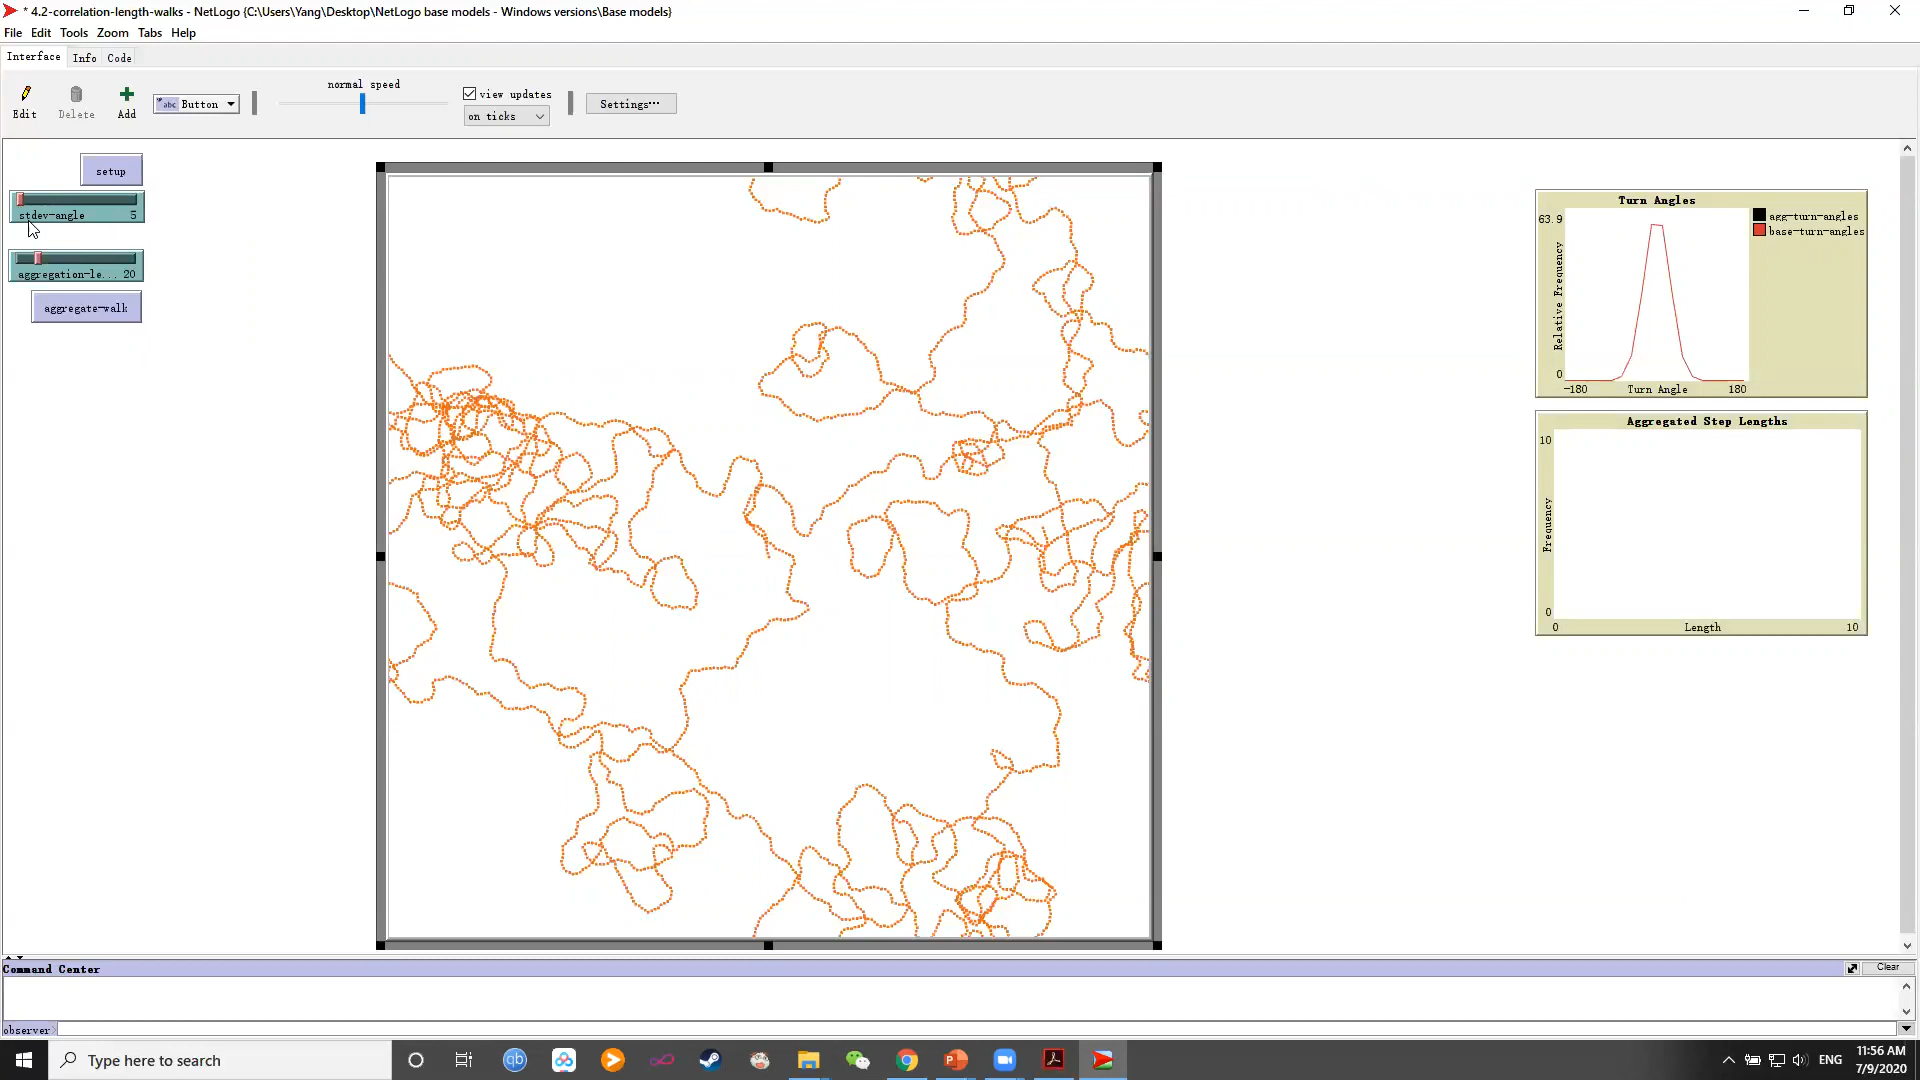 * 4.2-correlation-length-walks - NetLogo {C:\Users\Yang\Desktop\NetLogo base models - Windows versions\Base models}
File Edit Tools Zoom Tabs Help
Interface Info Code
Edit Delete Add
abc Button
normal speed
view updates
on ticks
Settings...
setup
stdev-angle 5
aggregation-le... 20
aggregate-walk
Turn Angles
63.9
Relative Frequency
0
-180 Turn Angle 180
agg-turn-angles
base-turn-angles
Aggregated Step Lengths
10
Frequency
0
0 Length 10
Command Center
Clear
observer>
Type here to search
qb
ENG
11:56 AM
7/9/2020